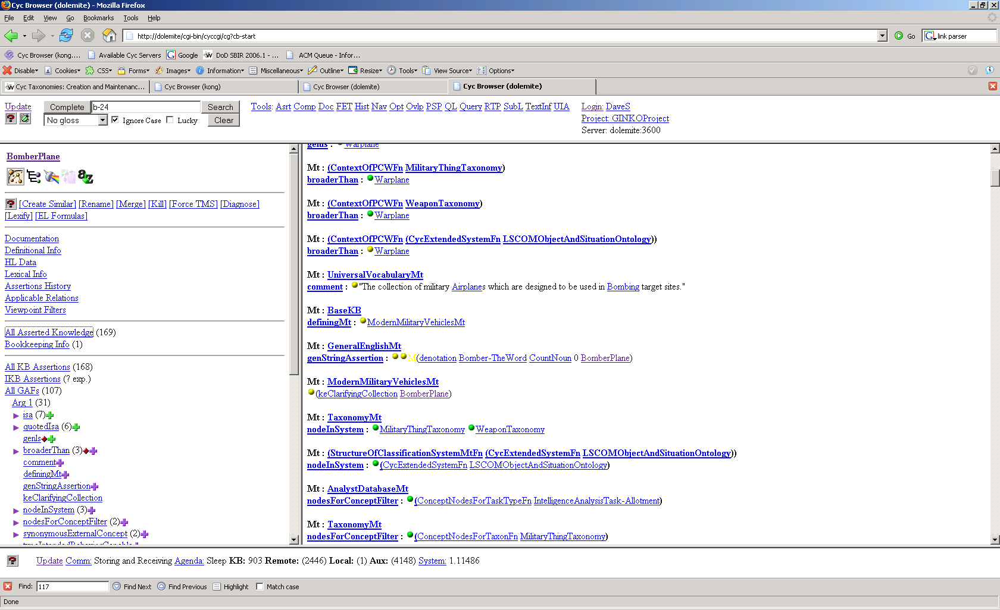 Cyc Browser (dolemite) - Mozilla Firefox
File Edit View Go Bookmarks Tools Help
http://dolemite/cgi-bin/cyccgi/cg?cb-start Go link parser
Cyc Browser (kong.... Available Cyc Servers Google DoD SBIR 2006.1 - ... ACM Queue - Infor...
Disable Cookies CSS Forms Images Information Miscellaneous Outline Resize Tools View Source Options
Cyc Taxonomies: Creation and Maintenanc... Cyc Browser (kong) Cyc Browser (dolemite) Cyc Browser (dolemite)
Update Complete b-24 Search Tools: Asrt Comp Doc FET Hist Nav Opt Ovlp PSP QL Query RTP SubL TextInf UIA Login: DaveS
No gloss Ignore Case Lucky Clear Project: GINKOProject
Server: dolemite:3600
BomberPlane
[Create Similar] [Rename] [Merge] [Kill] [Force TMS] [Diagnose]
[Lexify] [EL Formulas]
Documentation
Definitional Info
HL Data
Lexical Info
Assertions History
Applicable Relations
Viewpoint Filters
All Asserted Knowledge (169)
Bookkeeping Info (1)
All KB Assertions (168)
IKB Assertions (? exp.)
All GAFs (107)
Arg 1 (31)
isa (7)
quotedIsa (6)
genls
broaderThan (3)
comment
definingMt
genStringAssertion
keClarifyingCollection
nodeInSystem (3)
nodesForConceptFilter (2)
synonymousExternalConcept (2)
typeIntendedBehaviorCapable
genls : Warplane
Mt : (ContextOfPCWFn MilitaryThingTaxonomy)
broaderThan : Warplane
Mt : (ContextOfPCWFn WeaponTaxonomy)
broaderThan : Warplane
Mt : (ContextOfPCWFn (CycExtendedSystemFn LSCOMObjectAndSituationOntology))
broaderThan : Warplane
Mt : UniversalVocabularyMt
comment : "The collection of military Airplanes which are designed to be used in Bombing target sites."
Mt : BaseKB
definingMt : ModernMilitaryVehiclesMt
Mt : GeneralEnglishMt
genStringAssertion : M(denotation Bomber-TheWord CountNoun 0 BomberPlane)
Mt : ModernMilitaryVehiclesMt
(keClarifyingCollection BomberPlane)
Mt : TaxonomyMt
nodeInSystem : MilitaryThingTaxonomy WeaponTaxonomy
Mt : (StructureOfClassificationSystemMtFn (CycExtendedSystemFn LSCOMObjectAndSituationOntology))
nodeInSystem : (CycExtendedSystemFn LSCOMObjectAndSituationOntology)
Mt : AnalystDatabaseMt
nodesForConceptFilter : (ConceptNodesForTaskTypeFn IntelligenceAnalysisTask-Allotment)
Mt : TaxonomyMt
nodesForConceptFilter : (ConceptNodesForTaxonFn MilitaryThingTaxonomy)
Update Comm: Storing and Receiving Agenda: Sleep KB: 903 Remote: (2446) Local: (1) Aux: (4148) System: 1.11486
Find: 117 Find Next Find Previous Highlight Match case
Done